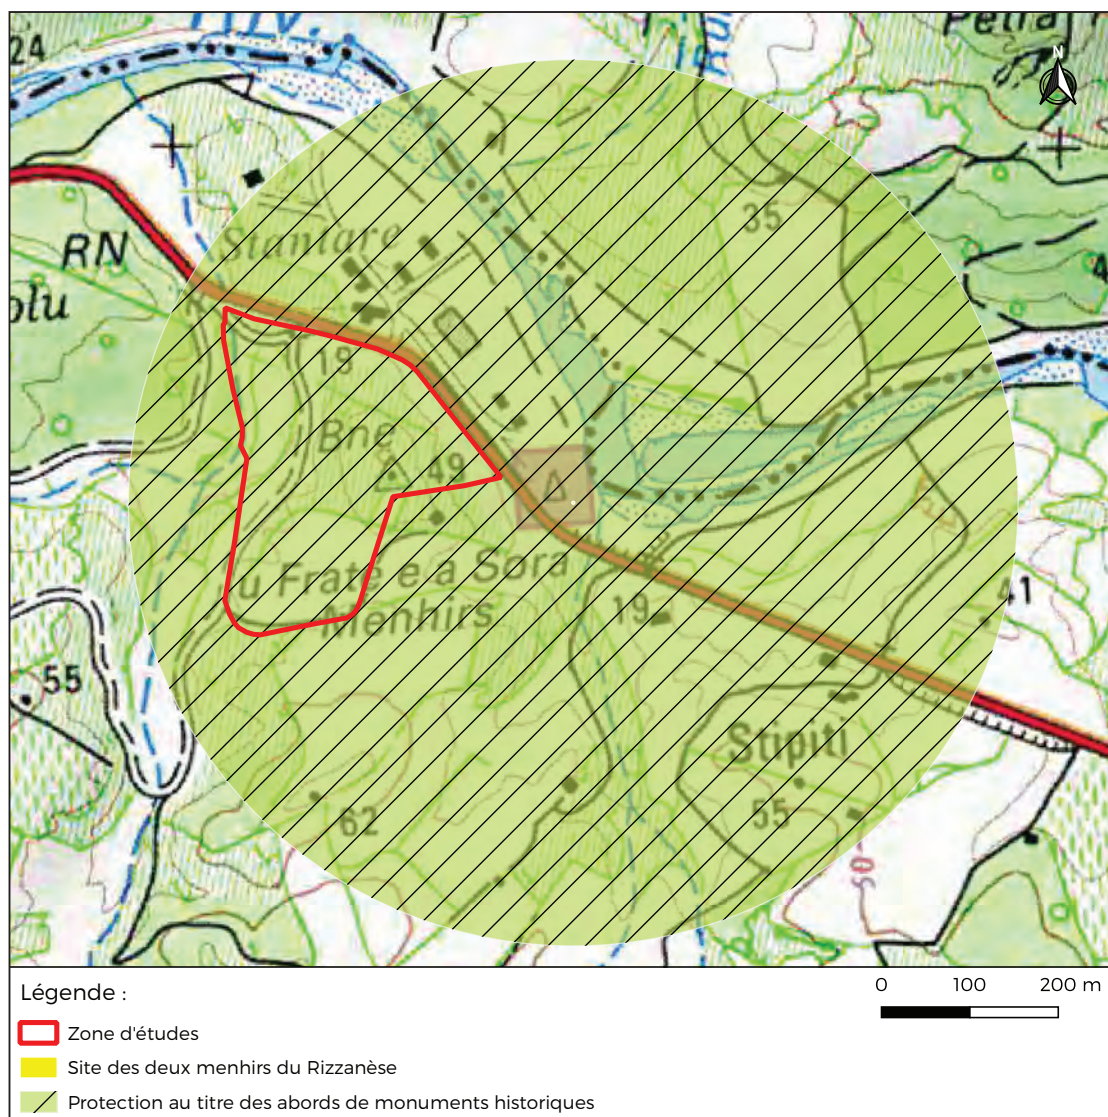 24
Petra
N
35
RN
Stantare
olu
4
18
Bne
49
u Frate e a Sora
Menhirs
19
41
55
Stipiti
62
55
50
Légende :
0 100 200 m
Zone d'études
Site des deux menhirs du Rizzanèse
Protection au titre des abords de monuments historiques